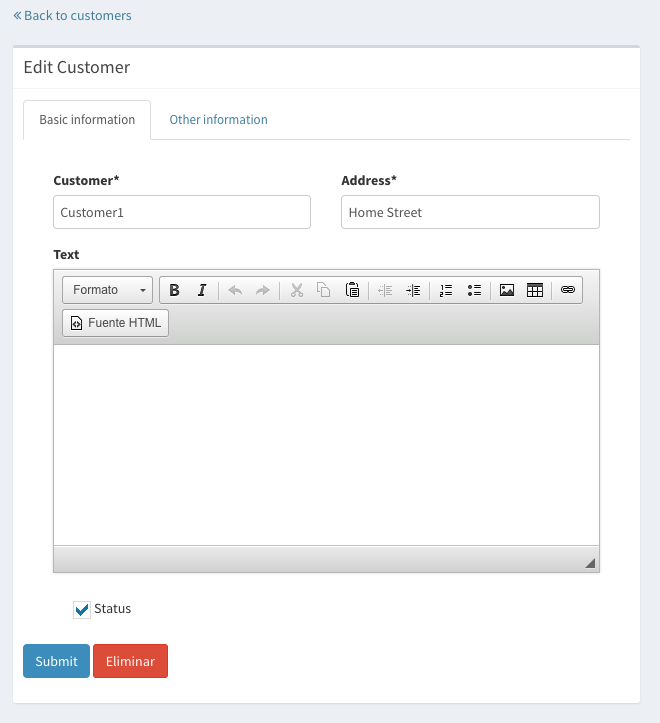 « Back to customers
Edit Customer
Basic information Other information
Customer* Address*
Customer1 Home Street
Text
Formato B I
Fuente HTML
Status
Submit Eliminar